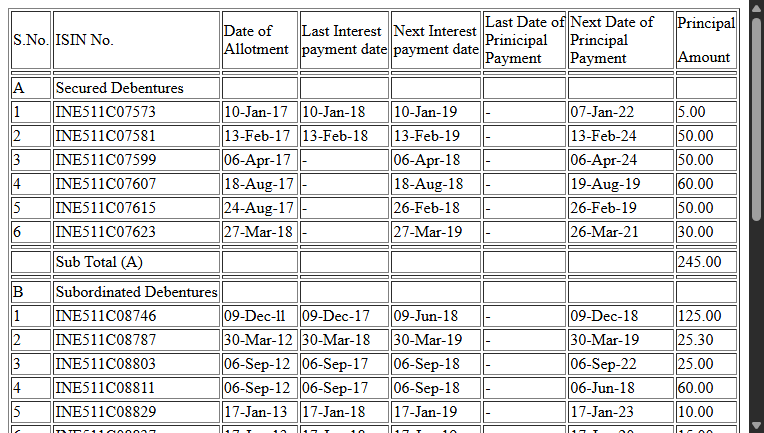 S.No. ISIN No. Date of Allotment Last Interest payment date Next Interest payment date Last Date of Prinicipal Payment Next Date of Principal Payment Principal Amount
A Secured Debentures
1 INE511C07573 10-Jan-17 10-Jan-18 10-Jan-19 - 07-Jan-22 5.00
2 INE511C07581 13-Feb-17 13-Feb-18 13-Feb-19 - 13-Feb-24 50.00
3 INE511C07599 06-Apr-17 - 06-Apr-18 - 06-Apr-24 50.00
4 INE511C07607 18-Aug-17 - 18-Aug-18 - 19-Aug-19 60.00
5 INE511C07615 24-Aug-17 - 26-Feb-18 - 26-Feb-19 50.00
6 INE511C07623 27-Mar-18 - 27-Mar-19 - 26-Mar-21 30.00
Sub Total (A) 245.00
B Subordinated Debentures
1 INE511C08746 09-Dec-ll 09-Dec-17 09-Jun-18 - 09-Dec-18 125.00
2 INE511C08787 30-Mar-12 30-Mar-18 30-Mar-19 - 30-Mar-19 25.30
3 INE511C08803 06-Sep-12 06-Sep-17 06-Sep-18 - 06-Sep-22 25.00
4 INE511C08811 06-Sep-12 06-Sep-17 06-Sep-18 - 06-Jun-18 60.00
5 INE511C08829 17-Jan-13 17-Jan-18 17-Jan-19 - 17-Jan-23 10.00